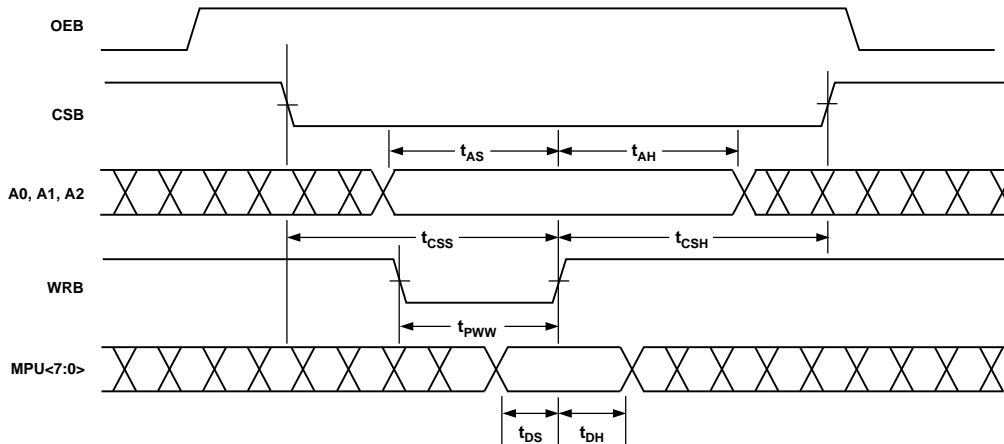 OEB
CSB
t_AS t_AH
A0, A1, A2
t_CSS t_CSH
WRB
t_PWW
MPU<7:0>
t_DS t_DH